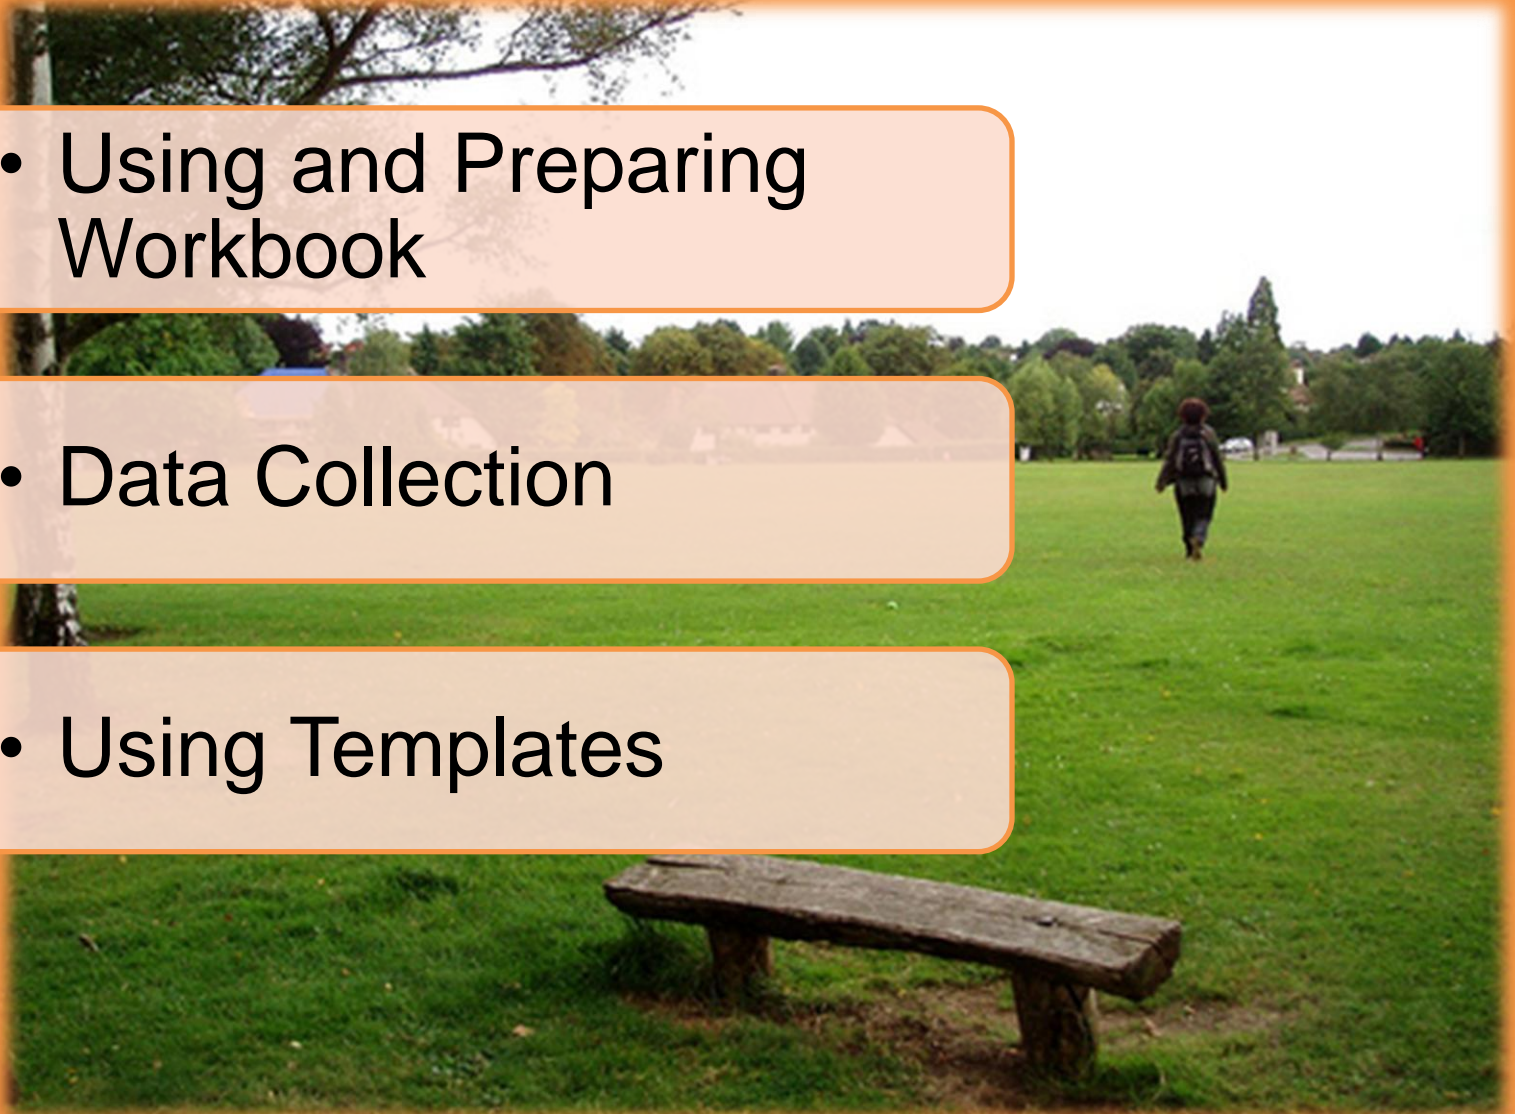 • Using and Preparing
Workbook
• Data Collection
• Using Templates